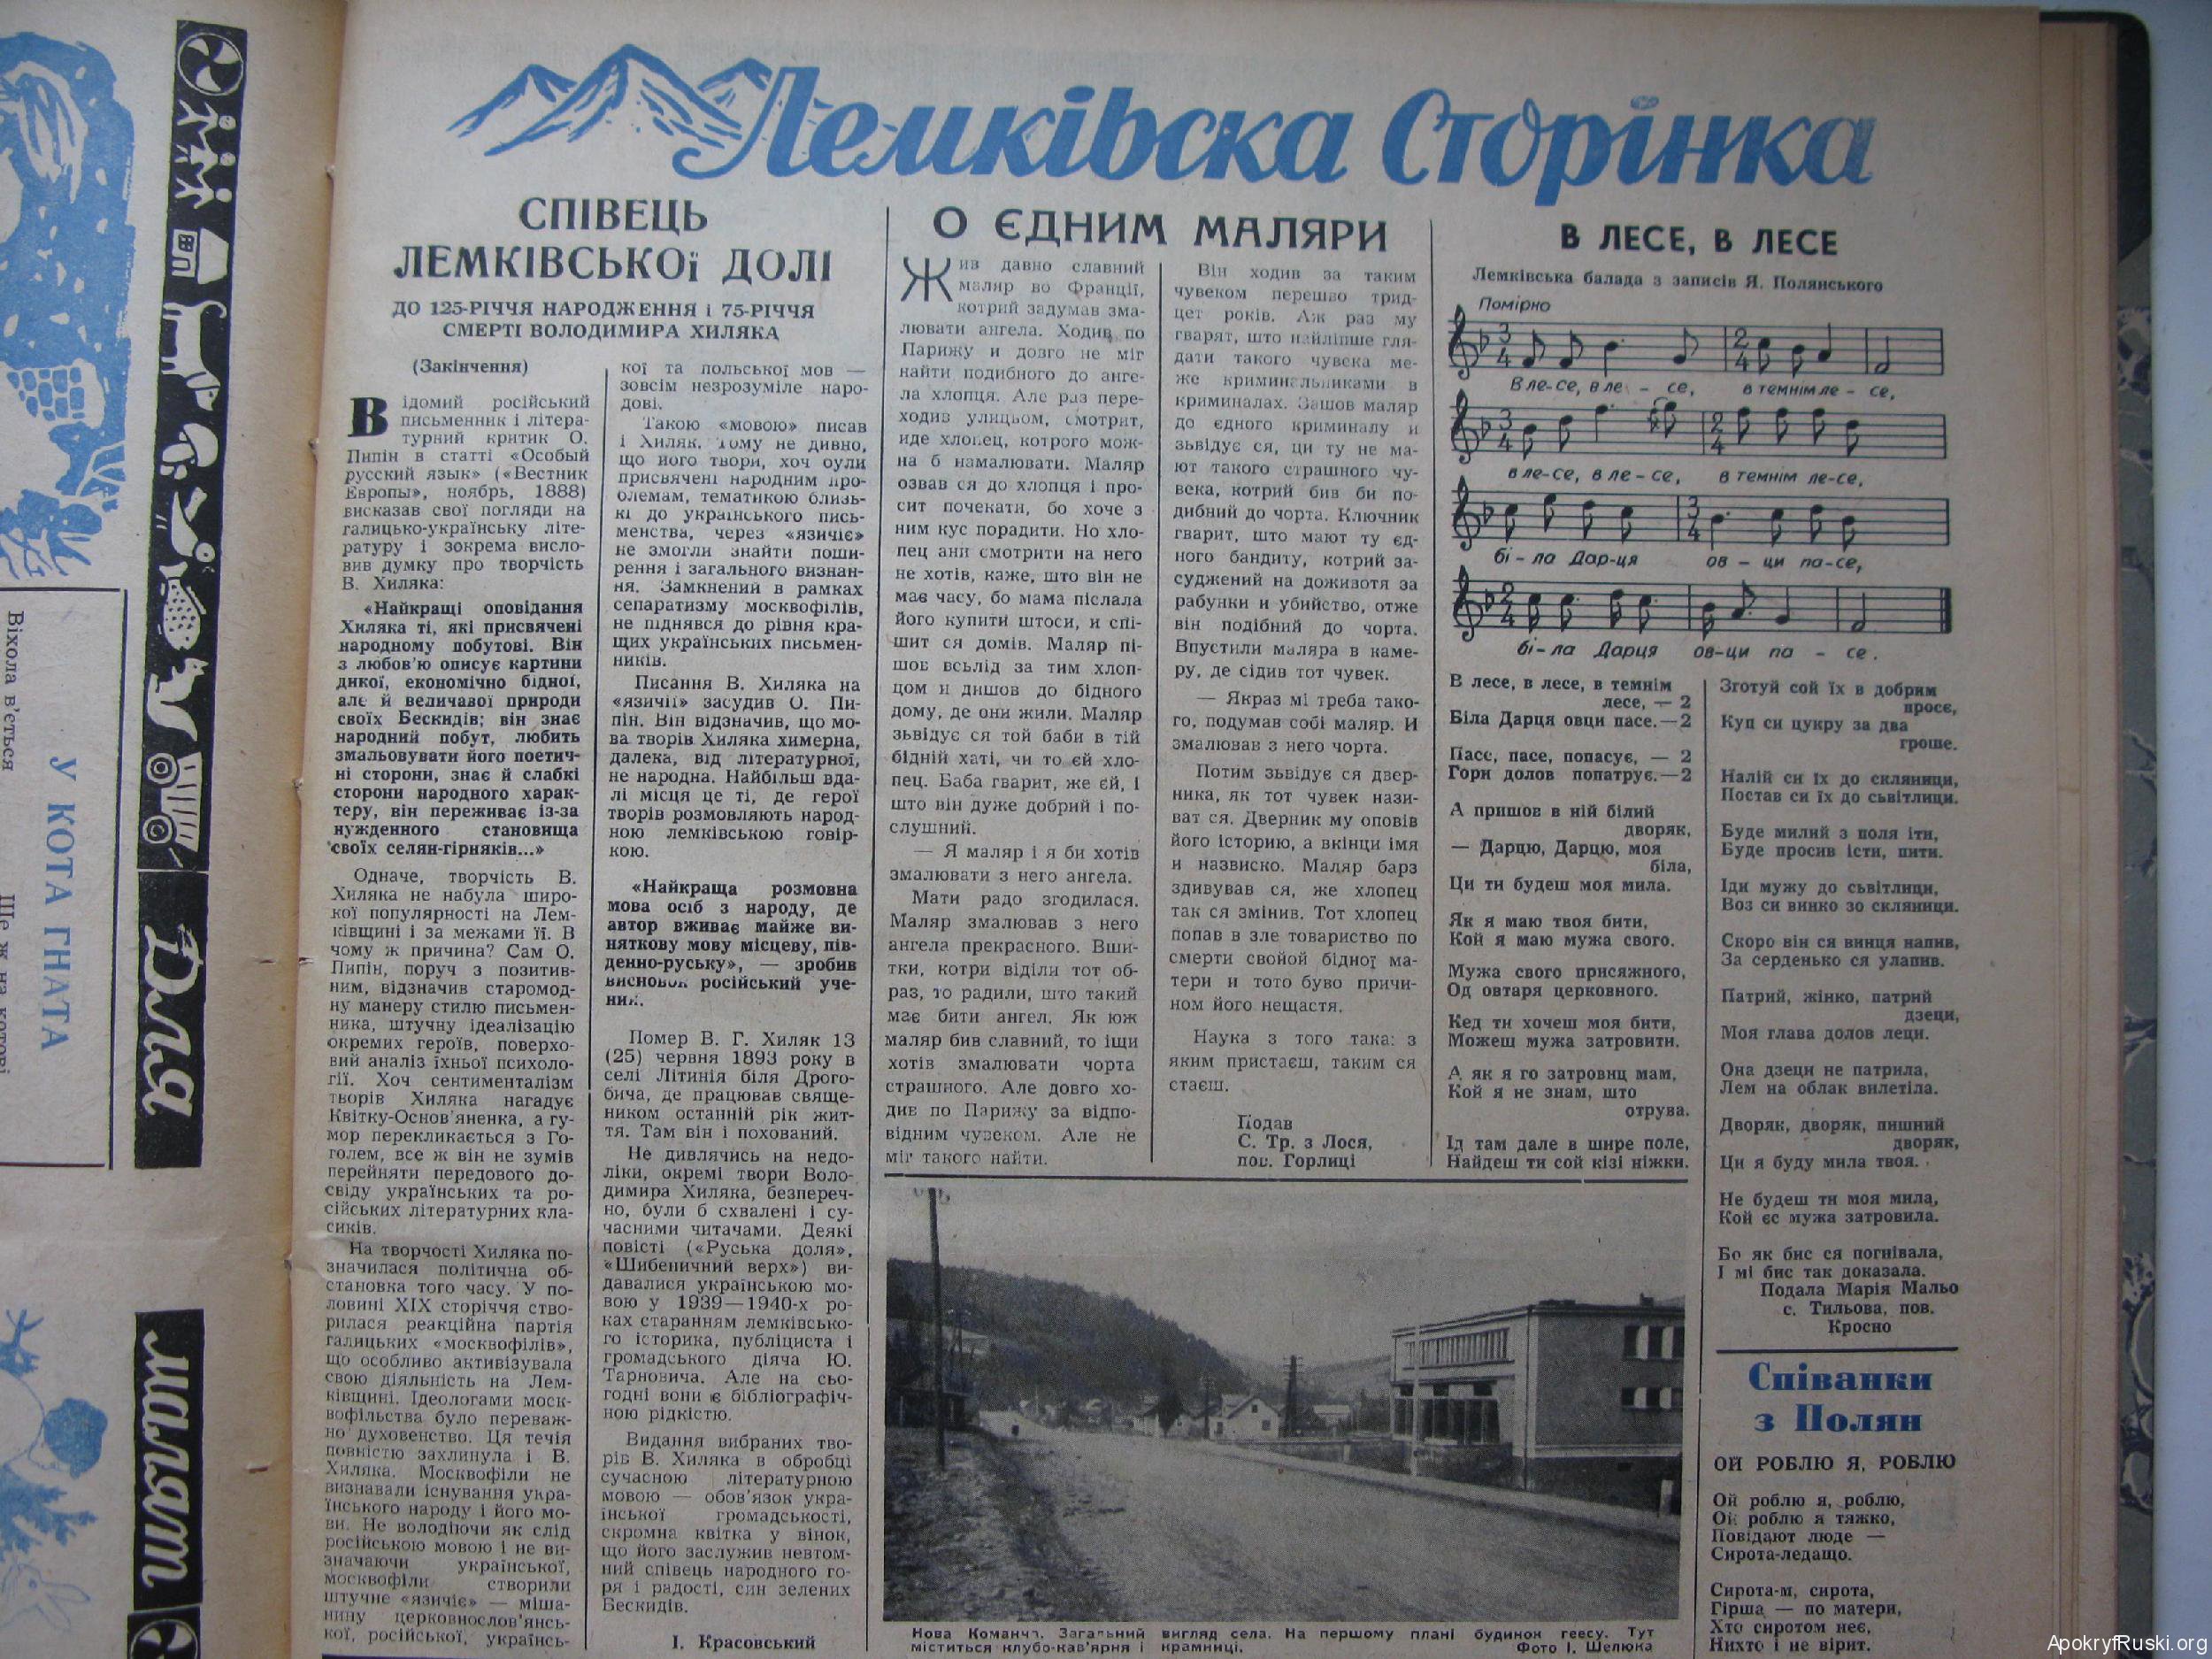 Лемківска Сторінка
СПІВЕЦЬ
ЛЕМКІВСЬКОЇ ДОЛІ
ДО 125-РІЧЧЯ НАРОДЖЕННЯ і 75-РІЧЧЯ
СМЕРТІ ВОЛОДИМИРА ХИЛЯКА
(Закінчення)
Відомий російський
письменник і літера-
турний критик О.
Пипін в статті «Особый
русский язык» («Вестник
Европы», ноябрь, 1888)
висказав свої погляди на
галицько-українську літе-
ратуру і зокрема висло-
вив думку про творчість
В. Хиляка:
«Найкращі оповідання
Хиляка ті, які присвячені
народному побутові. Він
з любов'ю описує картини
дикої, економічно бідної,
але й величавої природи
своїх Бескидів; він знає
народний побут, любить
змальовувати його поетич-
ні сторони, знає й слабкі
сторони народного харак-
теру, він переживає із-за
нужденного становища
своїх селян-гірняків...»
Одначе, творчість В.
Хиляка не набула широ-
кої популярності на Лем-
ківщині і за межами її. В
чому ж причина? Сам О.
Пипін, поруч з позитив-
ним, відзначив старомод-
ну манеру стилю письмен-
ника, штучну ідеалізацію
окремих героїв, поверхо-
вий аналіз їхньої психоло-
гії. Хоч сентименталізм
творів Хиляка нагадує
Квітку-Основ'яненка, а гу-
мор перекликається з Го-
голем, все ж він не зумів
перейняти передового до-
свіду українських та ро-
сійських літературних кла-
сиків.
На творчості Хиляка по-
значилася політична об-
становка того часу. У по-
ловині XIX сторіччя ство-
рилася реакційна партія
галицьких «москвофілів»,
що особливо активізувала
свою діяльність на Лем-
ківщині. Ідеологами моск-
вофільства було переваж-
но духовенство. Ця течія
повністю захлинула і В.
Хиляка. Москвофіли не
визнавали існування укра-
їнського народу і його мо-
ви. Не володіючи як слід
російською мовою і не ви-
значаючи української,
москвофіли створили
штучне «язичіє» — міша-
нину церковнослов'янсь-
кої, російської, українсь-
кої та польської мов —
зовсім незрозуміле наро-
дові.
Такою «мовою» писав
і Хиляк. Тому не дивно,
що його твори, хоч були
присвячені народним про-
блемам, тематикою близь-
кі до українського пись-
менства, через «язичіє»
не змогли знайти поши-
рення і загального визнан-
ня. Замкнений в рамках
сепаратизму москвофілів,
не піднявся до рівня кра-
щих українських письмен-
ників.
Писання В. Хиляка на
«язичії» засудив О. Пи-
пін. Він відзначив, що мо-
ва творів Хиляка химерна,
далека, від літературної,
не народна. Найбільш вда-
лі місця це ті, де герої
творів розмовляють народ-
ною лемківською говір-
кою.
«Найкраща розмовна
мова осіб з народу, де
автор вживає майже ви-
няткову мову місцеву, пів-
денно-руську», — зробив
висновок російський уче-
ний.
Помер В. Г. Хиляк 13
(25) червня 1893 року в
селі Літинія біля Дрого-
бича, де працював свяще-
ником останній рік жит-
тя. Там він і похований.
Не дивлячись на недо-
ліки, окремі твори Воло-
димира Хиляка, безпереч-
но, були б схвалені і су-
часними читачами. Деякі
повісті («Руська доля»,
«Шибеничний верх») ви-
давалися українською мо-
вою у 1939—1940-х ро-
ках старанням лемківсько-
го історика, публіциста і
громадського діяча Ю.
Тарновича. Але на сьо-
годні вони є бібліографіч-
ною рідкістю.
Видання вибраних тво-
рів В. Хиляка в обробці
сучасною літературною
мовою — обов'язок укра-
їнської громадськості,
скромна квітка у вінок,
що його заслужив невтом-
ний співець народного го-
ря і радості, син зелених
Бескидів.
І. Красовський
О ЄДНИМ МАЛЯРИ
Жив давно славний
маляр во Франції,
котрий задумав зма-
лювати ангела. Ходив по
Парижу и довго не міг
найти подибного до анге-
ла хлопця. Але раз пере-
ходив улицьом, смотрит,
иде хлопец, котрого мож-
на б намалювати. Маляр
озвав ся до хлопця і про-
сит почекати, бо хоче з
ним кус порадити. Но хло-
пец ани смотрити на него
не хотів, каже, што він не
має часу, бо мама післала
його купити штоси, и спі-
шит ся домів. Маляр пі-
шов всьлід за тим хлоп-
цом и дишов до бідного
дому, де они жили. Маляр
зьвідує ся той баби в тій
бідній хаті, чи то єй хло-
пец. Баба гварит, же єй, і
што він дуже добрий і по-
слушний.
— Я маляр і я би хотів
змалювати з него ангела.
Мати радо згодилася.
Маляр змалював з него
ангела прекрасного. Вши-
тки, котри віділи тот об-
раз, то радили, што такий
має бити ангел. Як юж
маляр бив славний, то іщи
хотів змалювати чорта
страшного. Але довго хо-
див по Парижу за відпо-
відним чувеком. Але не
міг такого найти.
Він ходив за таким
чувеком перешво трид-
цет років. Аж раз му
гварят, што найліпше гля-
дати такого чувека ме-
же криминальниками в
криминалах. Зашов маляр
до єдного криминалу и
зьвідує ся, ци ту не ма-
ют такого страшного чу-
века, котрий бив би по-
дибний до чорта. Ключник
гварит, што мают ту єд-
ного бандиту, котрий за-
суджений на доживотя за
рабунки и убийство, отже
він подібний до чорта.
Впустили маляра в каме-
ру, де сідив тот чувек.
— Якраз мі треба тако-
го, подумав собі маляр. И
змалював з него чорта.
Потим зьвідує ся двер-
ника, як тот чувек нази-
ват ся. Дверник му оповів
його історию, а вкінци імя
и назвиско. Маляр барз
здивував ся, же хлопец
так ся змінив. Тот хлопец
попав в зле товариство по
смерти свойой бідної ма-
тери и тото було причи-
ном його нещастя.
Наука з того така: з
яким пристаєш, таким ся
стаєш.
Подав
С. Тр. з Лося,
пов. Горлиці
Нова Команча. Загальний вигляд села. На першому плані будинок геесу. Тут
міститься клубо-кав'ярня і крамниці. Фото І. Шелюка
В ЛЕСЕ, В ЛЕСЕ
Лемківська балада з записів Я. Полянського
Помірно
В ле-се, в ле - се, в темнім ле - се,
в ле-се, в ле - се, в темнім ле-се,
бі - ла Дар-ця ов - ци па-се,
бі-ла Дарця ов-ци па - се.
В лесе, в лесе, в темнім
лесе, — 2
Біла Дарця овци пасе.—2
Пасе, пасе, попасує, — 2
Гори долов попатрує.—2
А пришов в ній білий
дворяк,
— Дарцю, Дарцю, моя
біла,
Ци ти будеш моя мила.
Як я маю твоя бити,
Кой я маю мужа свого.
Мужа свого присяжного,
Од овтаря церковного.
Кед ти хочеш моя бити,
Можеш мужа затровити.
А як я го затровиц мам,
Кой я не знам, што
отрува.
Ід там дале в шире поле,
Найдеш ти сой кізі ніжки.
Зготуй сой їх в добрим
просє,
Куп си цукру за два
гроше.
Налій си їх до скляници,
Постав си їх до сьвітлици.
Буде милий з поля іти,
Буде просив істи, пити.
Іди мужу до сьвітлици,
Воз си винко зо скляници.
Скоро він ся винця напив,
За серденько ся улапив.
Патрий, жінко, патрий
дзеци,
Моя глава долов леци.
Она дзеци не патрила,
Лем на облак вилетіла.
Дворяк, дворяк, пишний
дворяк,
Ци я буду мила твоя.
Не будеш ти моя мила,
Кой єс мужа затровила.
Бо як бис ся погнівала,
І мі бис так доказала.
Подала Марія Мальо
с. Тильова, пов.
Кросно
Співанки
з Полян
ОЙ РОБЛЮ Я, РОБЛЮ
Ой роблю я, роблю,
Ой роблю я тяжко,
Повідают люде —
Сирота-ледащо.
Сирота-м, сирота,
Гірша — по матери,
Хто сиротом неє,
Нихто і не вірит.
Віхола в'ється
Ще ж на которі
У КОТА ГНАТА
Для
малят
ApokryfRuski.org